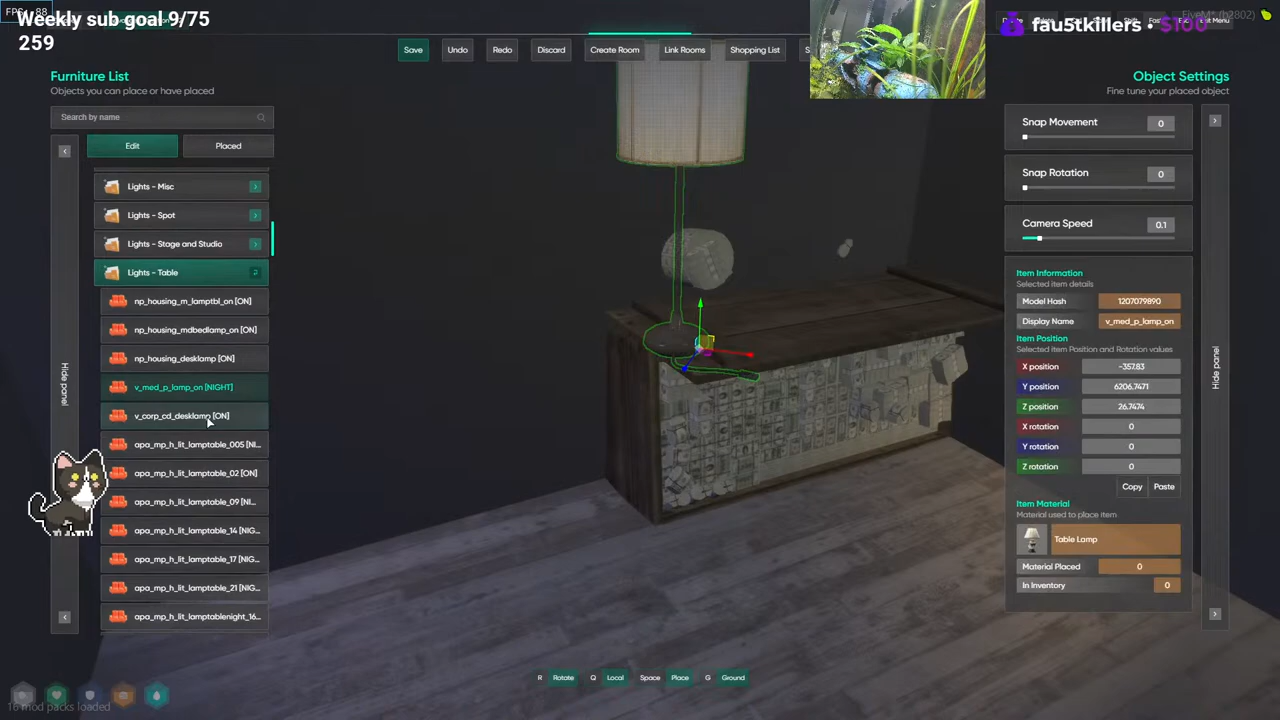 Weekly sub goal 9/75
259
FiveM* (b2802)
fau5tkillers • $100
Save
Undo
Redo
Discard
Create Room
Link Rooms
Shopping List
Furniture List
Objects you can place or have placed
Search by name
Edit
Placed
Lights - Misc
Lights - Spot
Lights - Stage and Studio
Lights - Table
np_housing_m_lamptbl_on [ON]
np_housing_mdbedlamp_on [ON]
np_housing_desklamp [ON]
v_med_p_lamp_on [NIGHT]
v_corp_cd_desklamp [ON]
apa_mp_h_lit_lamptable_005 [NI...
apa_mp_h_lit_lamptable_02 [ON]
apa_mp_h_lit_lamptable_09 [NI...
apa_mp_h_lit_lamptable_14 [NIG...
apa_mp_h_lit_lamptable_17 [NIG...
apa_mp_h_lit_lamptable_21 [NIG...
apa_mp_h_lit_lamptablenight_16...
Hide panel
Object Settings
Fine tune your placed object
Snap Movement 0
Snap Rotation 0
Camera Speed 0.1
Item Information
Selected item details
Model Hash 1207079890
Display Name v_med_p_lamp_on
Item Position
Selected Item Position and Rotation values
X position -357.83
Y position 6206.7471
Z position 26.7474
X rotation 0
Y rotation 0
Z rotation 0
Copy Paste
Item Material
Material used to place item
Table Lamp
Material Placed 0
In Inventory 0
Hide panel
R Rotate Q Local Space Place G Ground
16 mod packs loaded